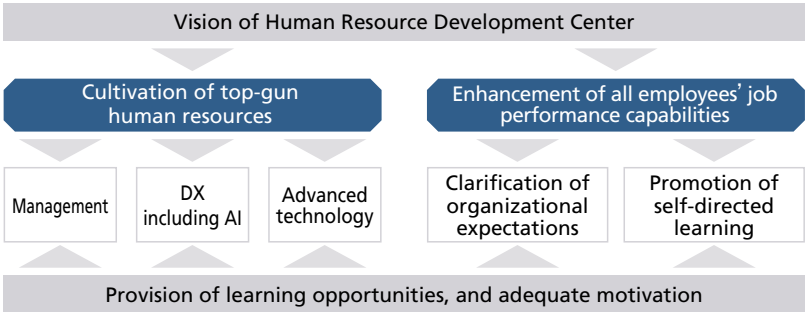 Vision of Human Resource Development Center
Cultivation of top-gun
human resources
Enhancement of all employees’ job
performance capabilities
Management
DX
including AI
Advanced
technology
Clarification of
organizational
expectations
Promotion of
self-directed
learning
Provision of learning opportunities, and adequate motivation